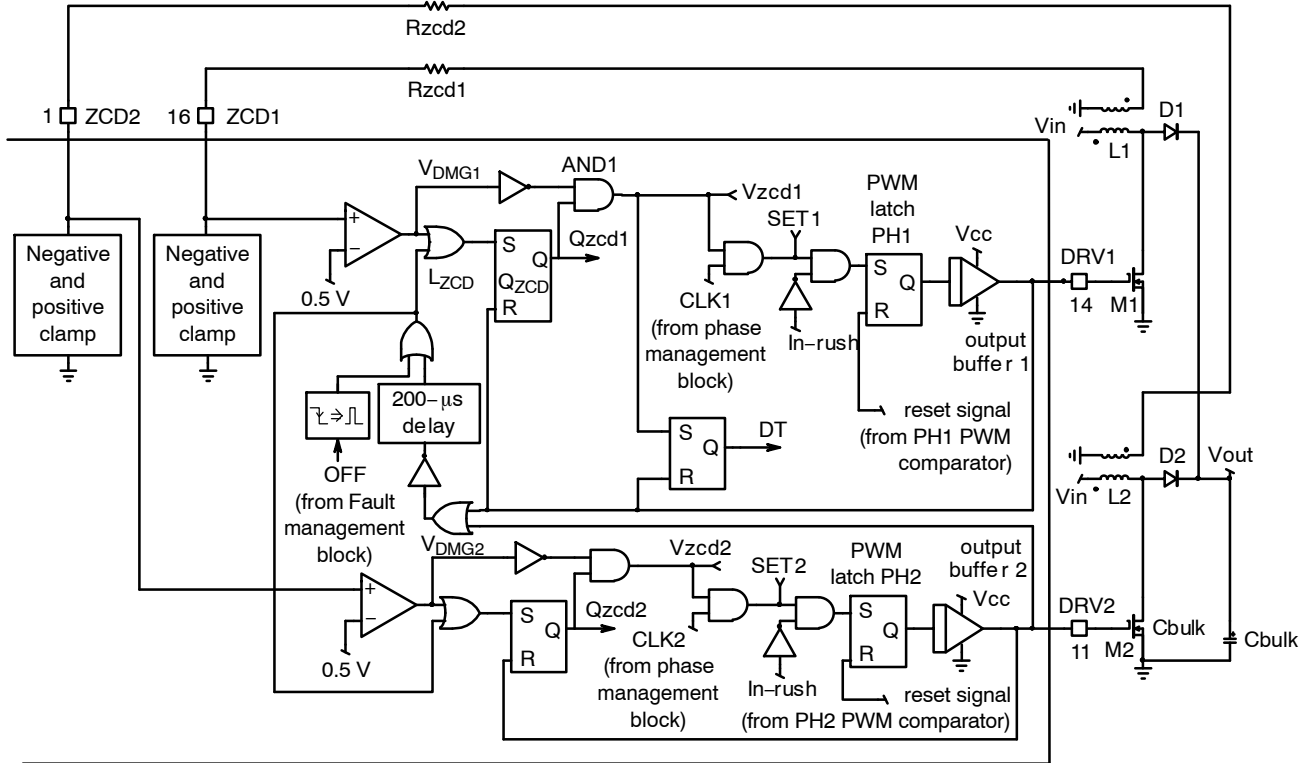 Rzcd2
Rzcd1
1 ZCD2
16 ZCD1
Vin
D1
L1
VDMG1
AND1
Vzcd1
PWM
latch
PH1
SET1
Vcc
DRV1
Negative
and
positive
clamp
Negative
and
positive
clamp
+
−
0.5 V
LZCD
S
Q
QZCD
R
Qzcd1
CLK1
(from phase
management
block)
In−rush
S
Q
R
14
M1
output
buffer 1
200−μs
delay
OFF
(from Fault
management
block)
S
Q
R
DT
reset signal
(from PH1 PWM
comparator)
D2
Vout
Vin
L2
VDMG2
Vzcd2
SET2
PWM
latch PH2
output
buffer 2
Vcc
DRV2
+
−
0.5 V
S
Q
R
Qzcd2
CLK2
(from phase
management
block)
In−rush
S
Q
R
reset signal
(from PH2 PWM comparator)
11
M2
Cbulk
Cbulk